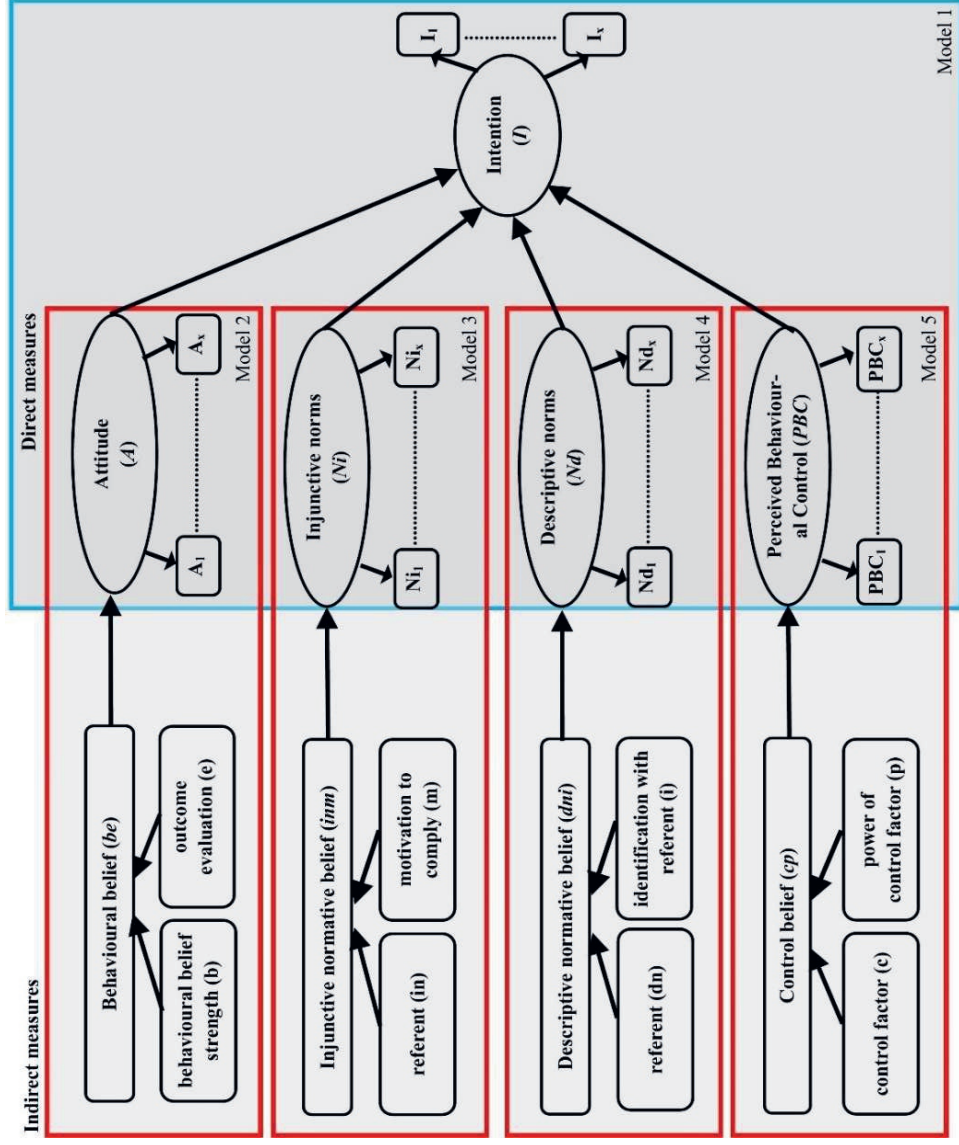 Indirect measures
Direct measures
Behavioural belief (be)
behavioural belief
strength (b)
outcome
evaluation (e)
Attitude
(A)
A1
Ax
Model 2
Injunctive normative belief (inm)
referent (in)
motivation to
comply (m)
Injunctive norms
(Ni)
Ni1
Nix
Model 3
Descriptive normative belief (dni)
referent (dn)
identification with
referent (i)
Descriptive norms
(Nd)
Nd1
Ndx
Model 4
Control belief (cp)
control factor (c)
power of
control factor (p)
Perceived Behaviour-
al Control (PBC)
PBC1
PBCx
Model 5
Intention
(I)
I1
Ix
Model 1